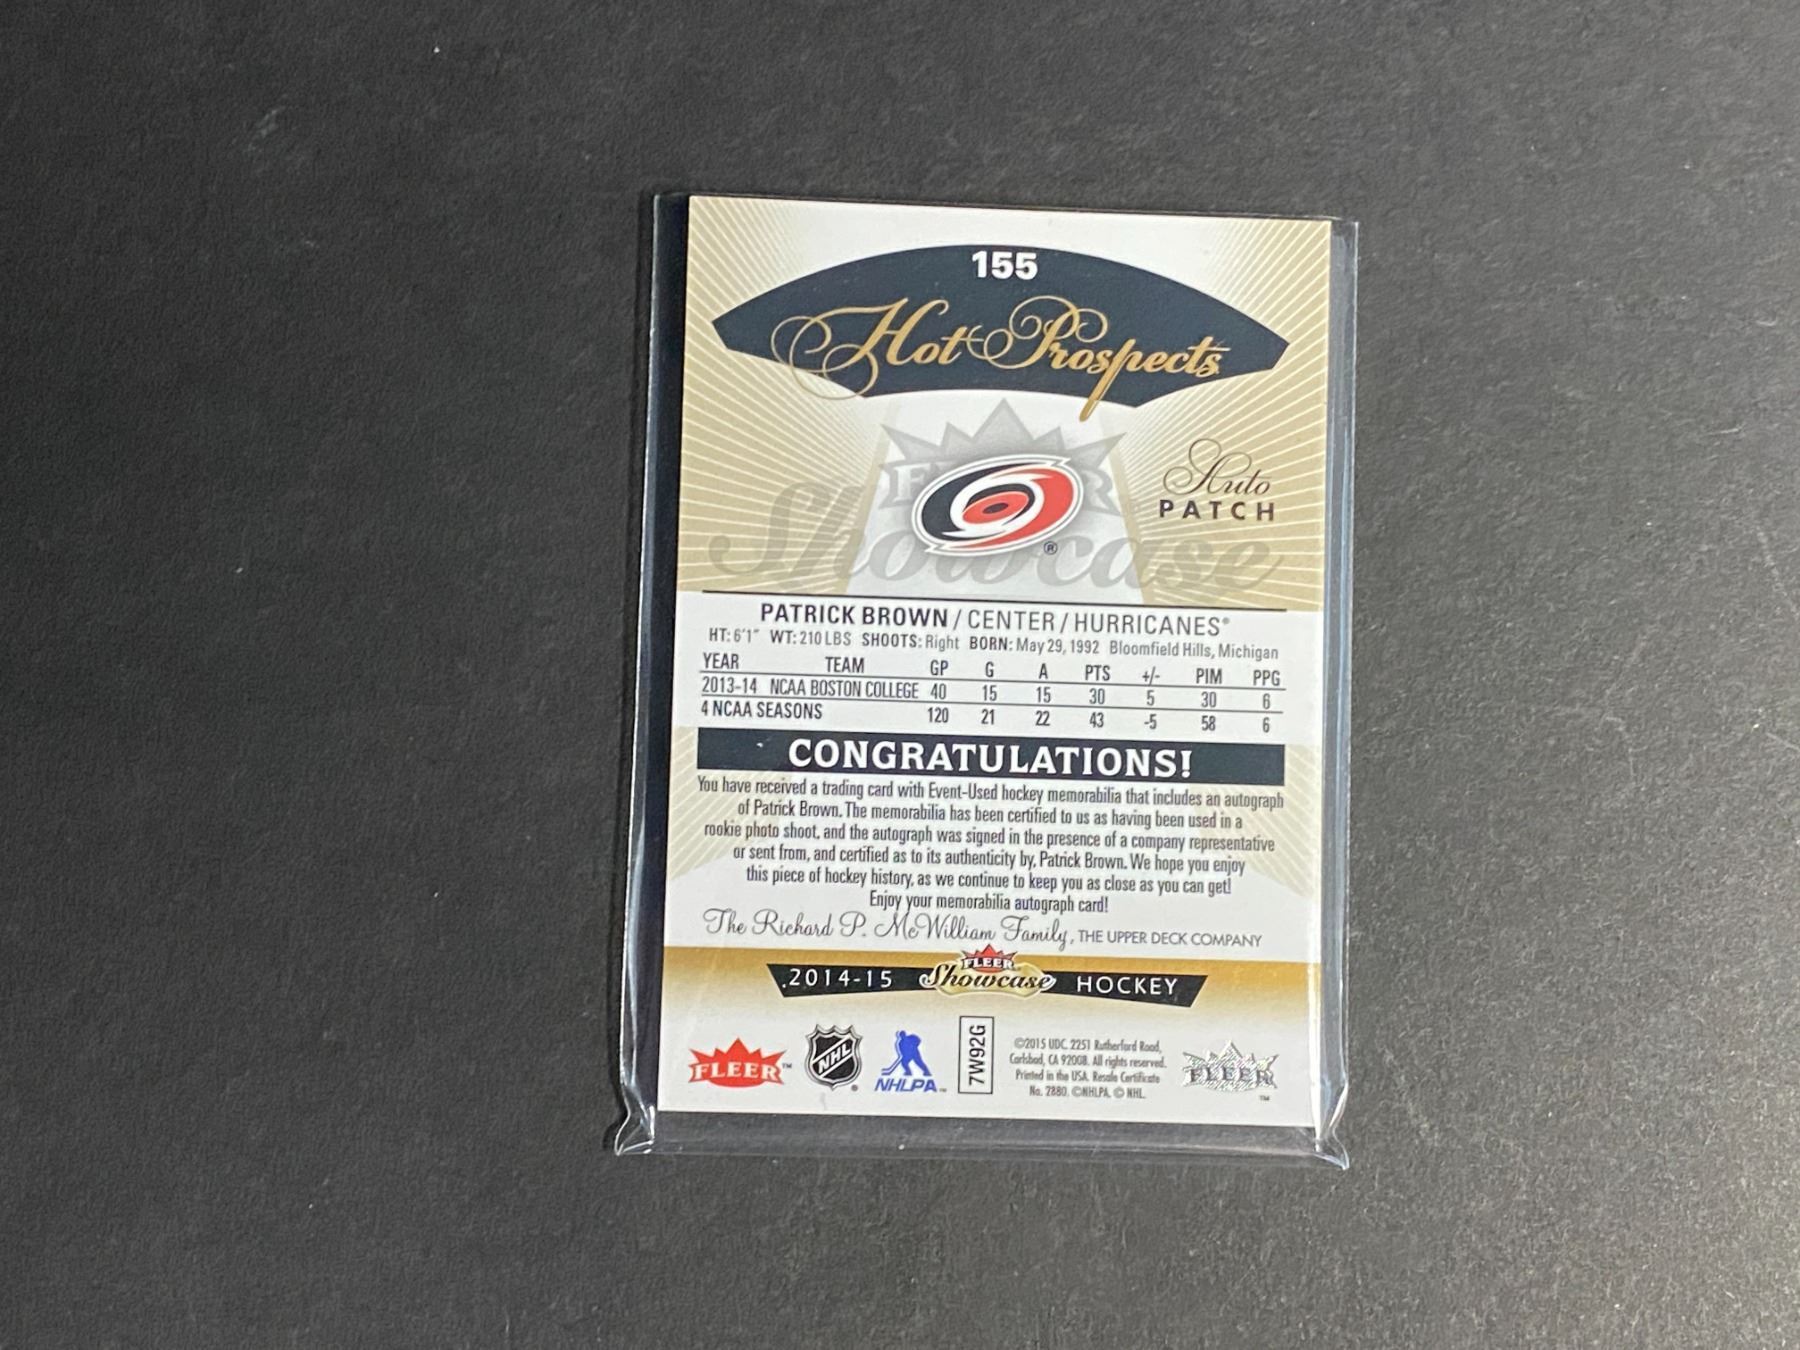 155
Hot Prospects
FLEER
Showcase
®
Auto
PATCH
PATRICK BROWN / CENTER / HURRICANES®
HT: 6'1" WT: 210 LBS SHOOTS: Right BORN: May 29, 1992 Bloomfield Hills, Michigan
YEAR TEAM GP G A PTS +/- PIM PPG
2013-14 NCAA BOSTON COLLEGE 40 15 15 30 5 30 6
4 NCAA SEASONS 120 21 22 43 -5 58 6
CONGRATULATIONS!
You have received a trading card with Event-Used hockey memorabilia that includes an autograph
of Patrick Brown. The memorabilia has been certified to us as having been used in a
rookie photo shoot, and the autograph was signed in the presence of a company representative
or sent from, and certified as to its authenticity by, Patrick Brown. We hope you enjoy
this piece of hockey history, as we continue to keep you as close as you can get!
Enjoy your memorabilia autograph card!
The Richard P. McWilliam Family, THE UPPER DECK COMPANY
2014-15 FLEER Showcase HOCKEY
FLEER™
NHL®
NHLPA™
7W92G
©2015 UDC. 2251 Rutherford Road,
Carlsbad, CA 92008. All rights reserved.
Printed in the USA. Resale Certificate
No. 2880. ©NHLPA. © NHL.
FLEER
TM